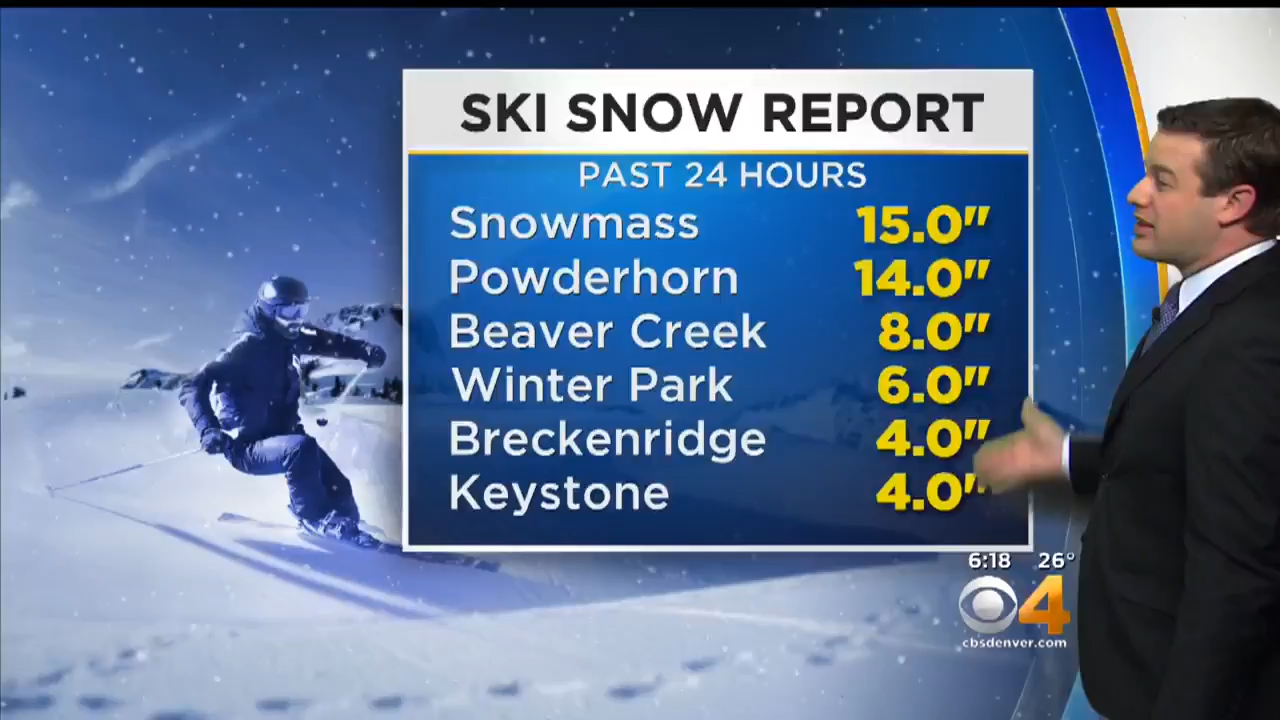 SKI SNOW REPORT
PAST 24 HOURS
Snowmass 15.0"
Powderhorn 14.0"
Beaver Creek 8.0"
Winter Park 6.0"
Breckenridge 4.0"
Keystone 4.0"
6:18 26°
4
cbsdenver.com